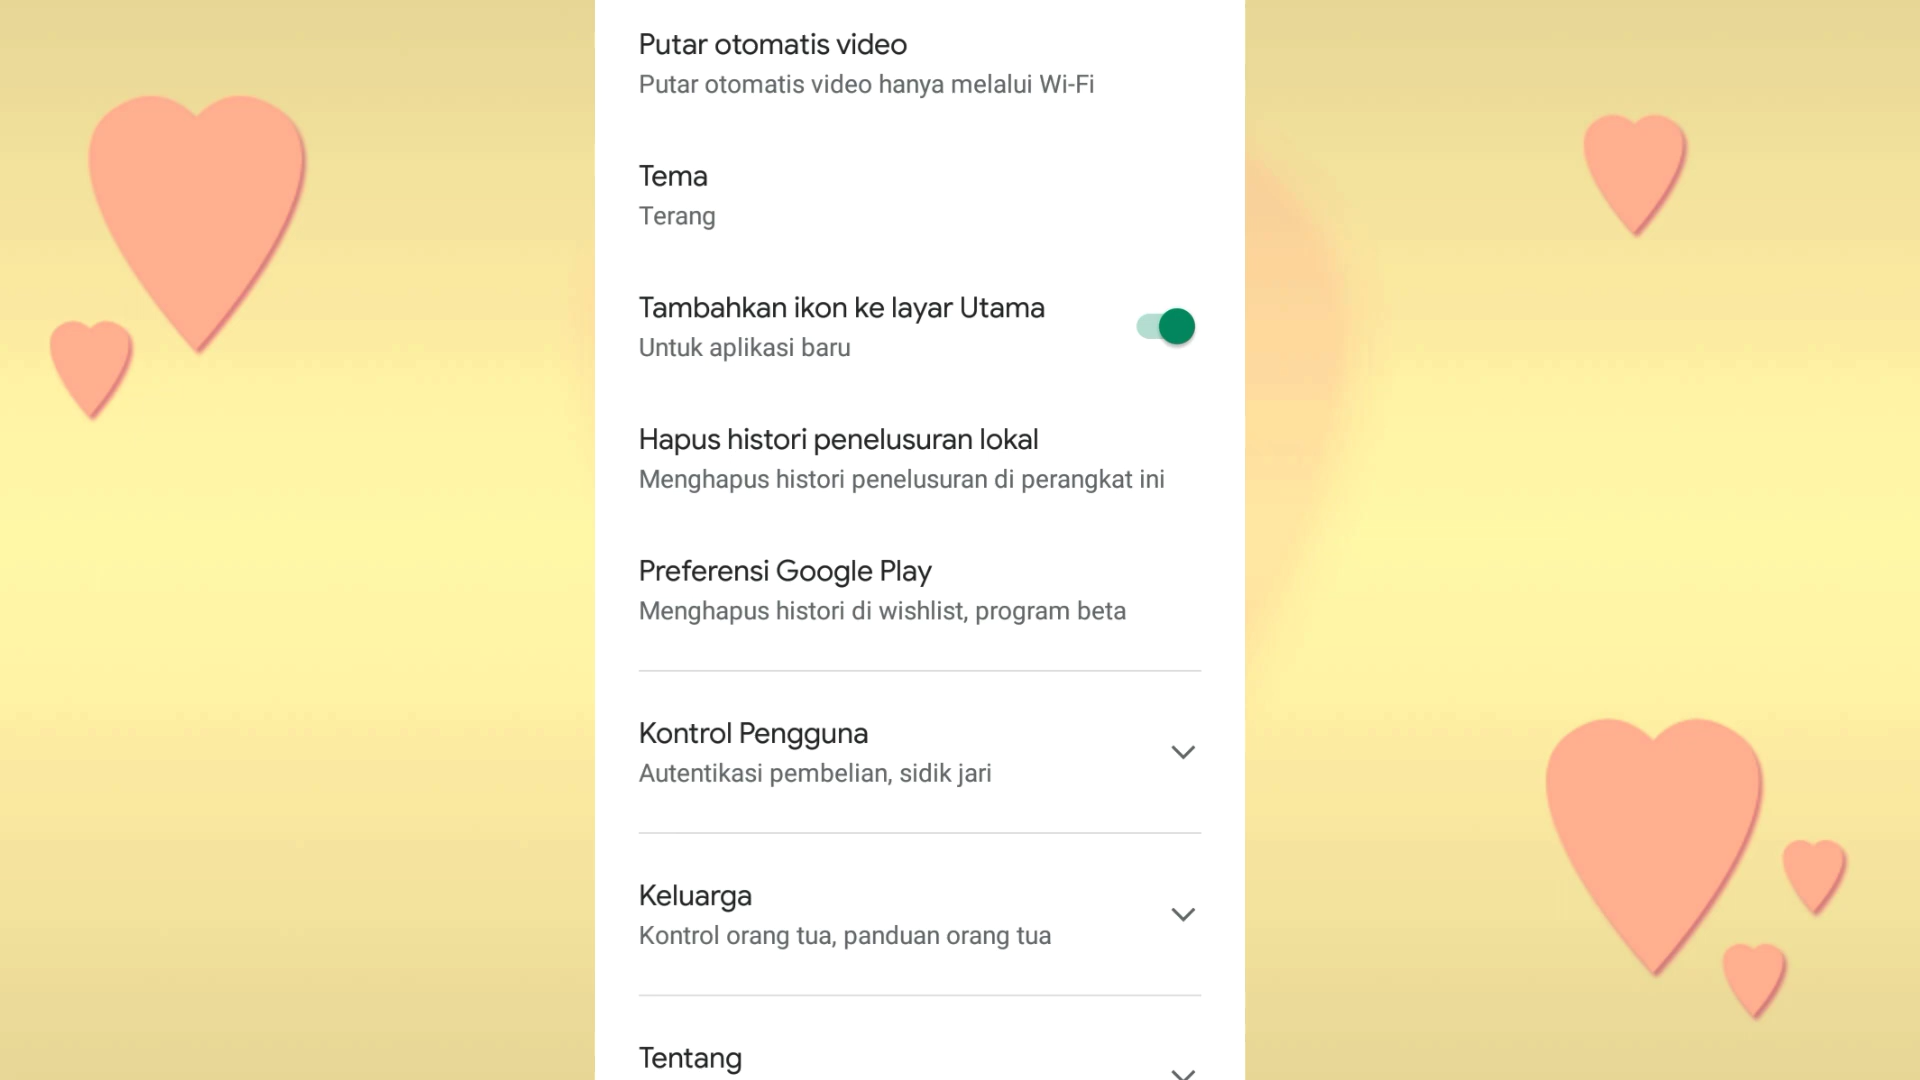 Putar otomatis video
Putar otomatis video hanya melalui Wi-Fi
Tema
Terang
Tambahkan ikon ke layar Utama
Untuk aplikasi baru
Hapus histori penelusuran lokal
Menghapus histori penelusuran di perangkat ini
Preferensi Google Play
Menghapus histori di wishlist, program beta
Kontrol Pengguna
Autentikasi pembelian, sidik jari
Keluarga
Kontrol orang tua, panduan orang tua
Tentang